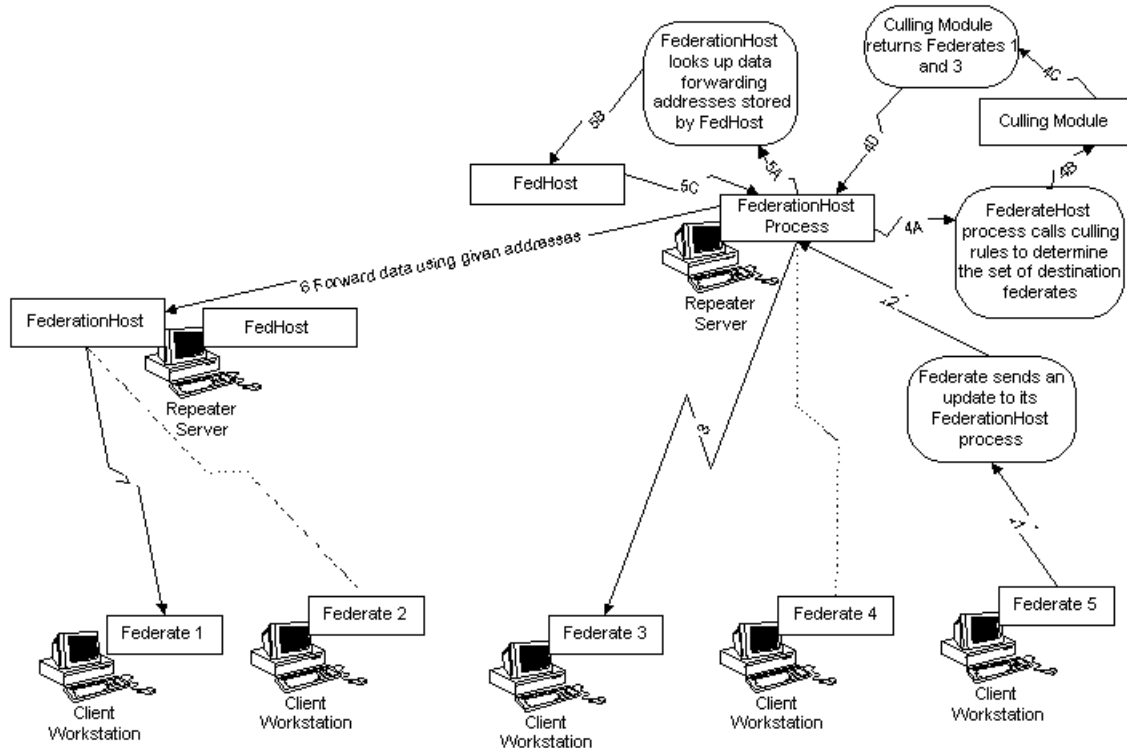 Culling Module
returns Federates 1
and 3
FederationHost
looks up data
forwarding
addresses stored
by FedHost
4C
5B
4D
Culling Module
5A
4B
FedHost
5C
FederationHost
Process
4A
FederateHost
process calls culling
rules to determine
the set of destination
federates
6 Forward data using given addresses
Repeater
Server
2
FederationHost
FedHost
Repeater
Server
Federate sends an
update to its
FederationHost
process
3
1
Federate 1
Federate 2
Federate 3
Federate 4
Federate 5
Client
Workstation
Client
Workstation
Client
Workstation
Client
Workstation
Client
Workstation